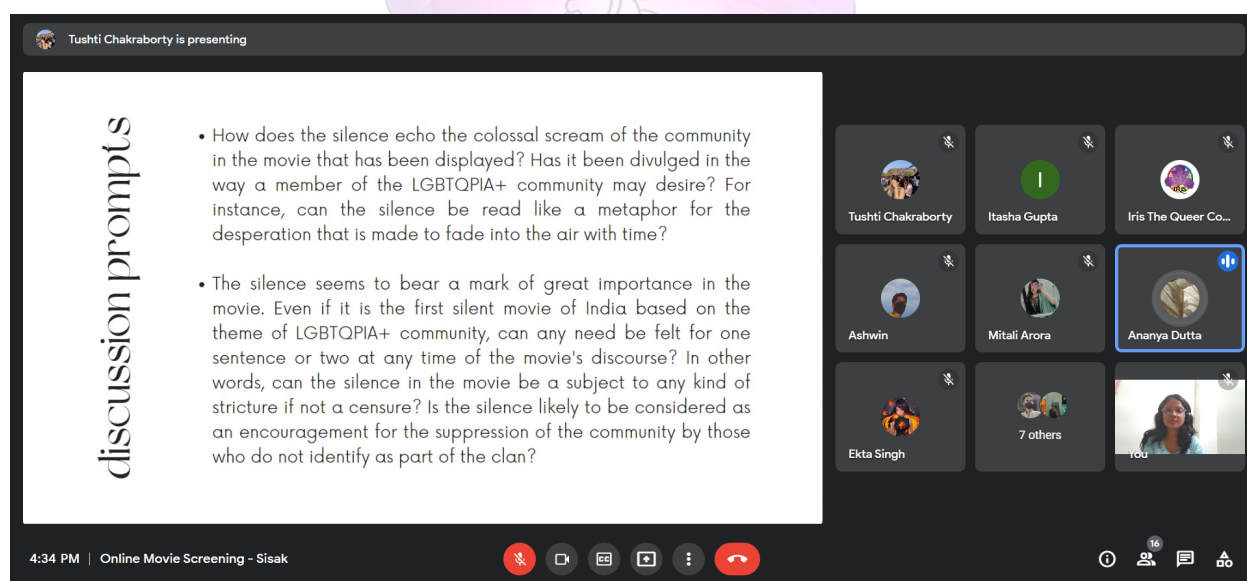 Tushti Chakraborty is presenting
discussion prompts
• How does the silence echo the colossal scream of the community
in the movie that has been displayed? Has it been divulged in the
way a member of the LGBTQPIA+ community may desire? For
instance, can the silence be read like a metaphor for the
desperation that is made to fade into the air with time?
• The silence seems to bear a mark of great importance in the
movie. Even if it is the first silent movie of India based on the
theme of LGBTQPIA+ community, can any need be felt for one
sentence or two at any time of the movie's discourse? In other
words, can the silence in the movie be a subject to any kind of
stricture if not a censure? Is the silence likely to be considered as
an encouragement for the suppression of the community by those
who do not identify as part of the clan?
Tushti Chakraborty
I
Itasha Gupta
IRIS
Iris The Queer Co...
Ashwin
Mitali Arora
Ananya Dutta
Ekta Singh
7 others
You
4:34 PM | Online Movie Screening - Sisak
CC
16